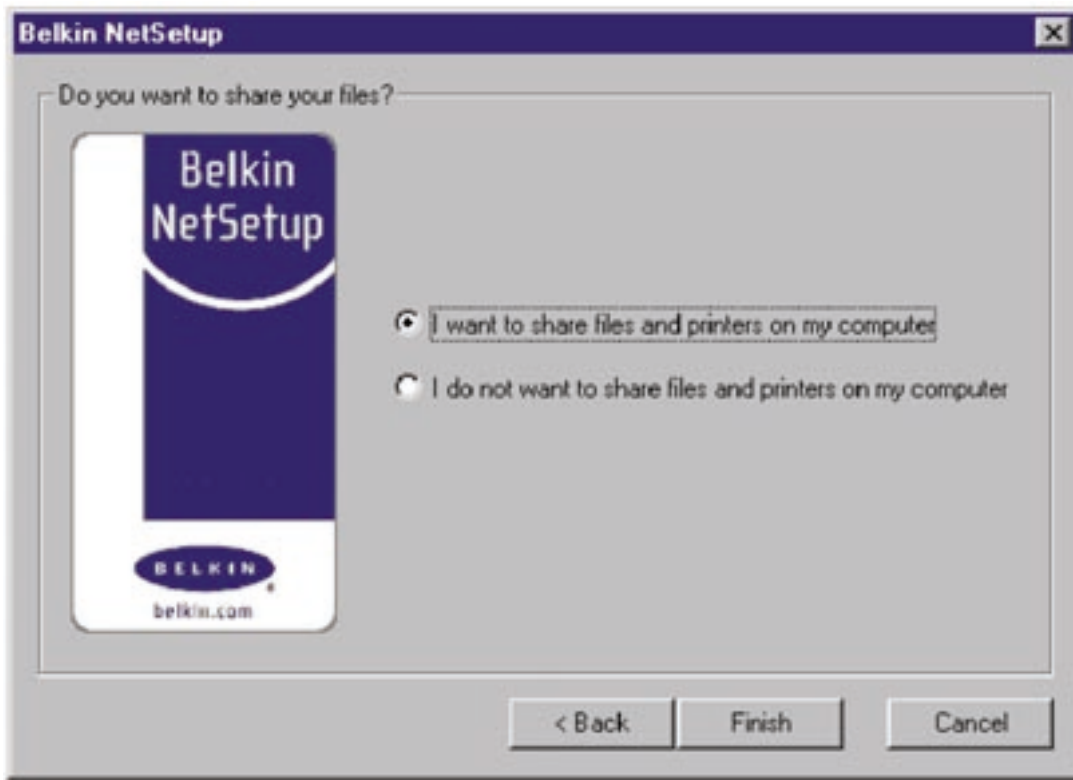 Belkin NetSetup
Do you want to share your files?
Belkin
NetSetup
I want to share files and printers on my computer
I do not want to share files and printers on my computer
BELKIN
belkin.com
< Back
Finish
Cancel